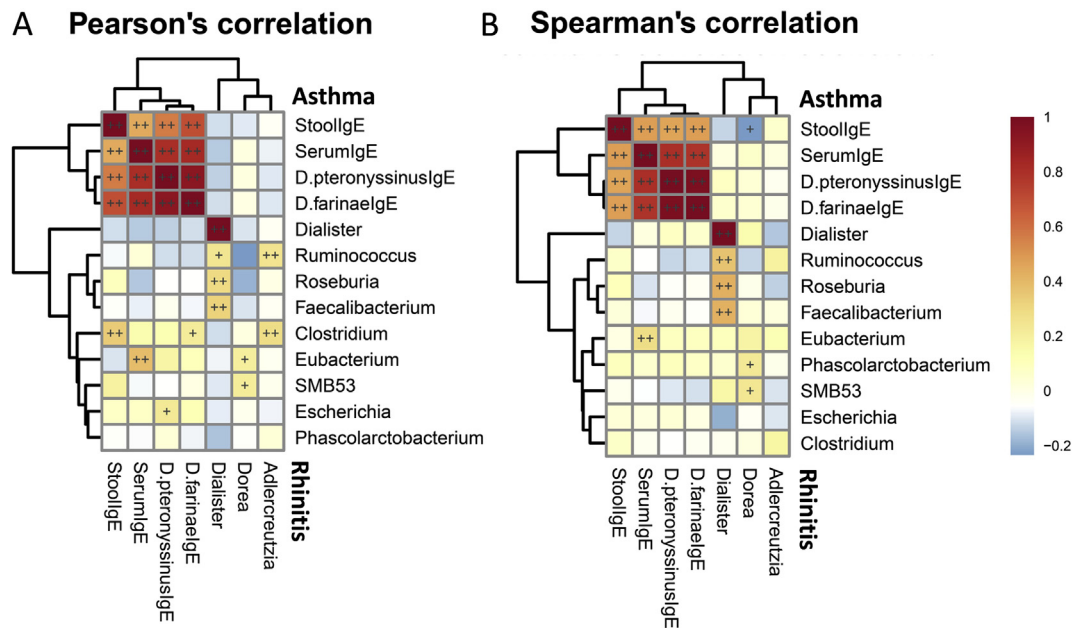 A Pearson's correlation
Asthma
StoolIgE
SerumIgE
D.pteronyssinusIgE
D.farinaeIgE
Dialister
Ruminococcus
Roseburia
Faecalibacterium
Clostridium
Eubacterium
SMB53
Escherichia
Phascolarctobacterium
++ ++ ++ ++
++ ++ ++ ++
++ ++ ++ ++
++ ++ ++ ++
++
+ ++
++
++
++ + ++
++ +
+
+
StoolIgE
SerumIgE
D.pteronyssinusIgE
D.farinaeIgE
Dialister
Dorea
Adlercreutzia
Rhinitis
B Spearman's correlation
Asthma
StoolIgE
SerumIgE
D.pteronyssinusIgE
D.farinaeIgE
Dialister
Ruminococcus
Roseburia
Faecalibacterium
Eubacterium
Phascolarctobacterium
SMB53
Escherichia
Clostridium
++ ++ ++ ++ +
++ ++ ++ ++
++ ++ ++ ++
++ ++ ++ ++
++
++
++
++
++
+
+
StoolIgE
SerumIgE
D.pteronyssinusIgE
D.farinaeIgE
Dialister
Dorea
Adlercreutzia
Rhinitis
1
0.8
0.6
0.4
0.2
0
−0.2